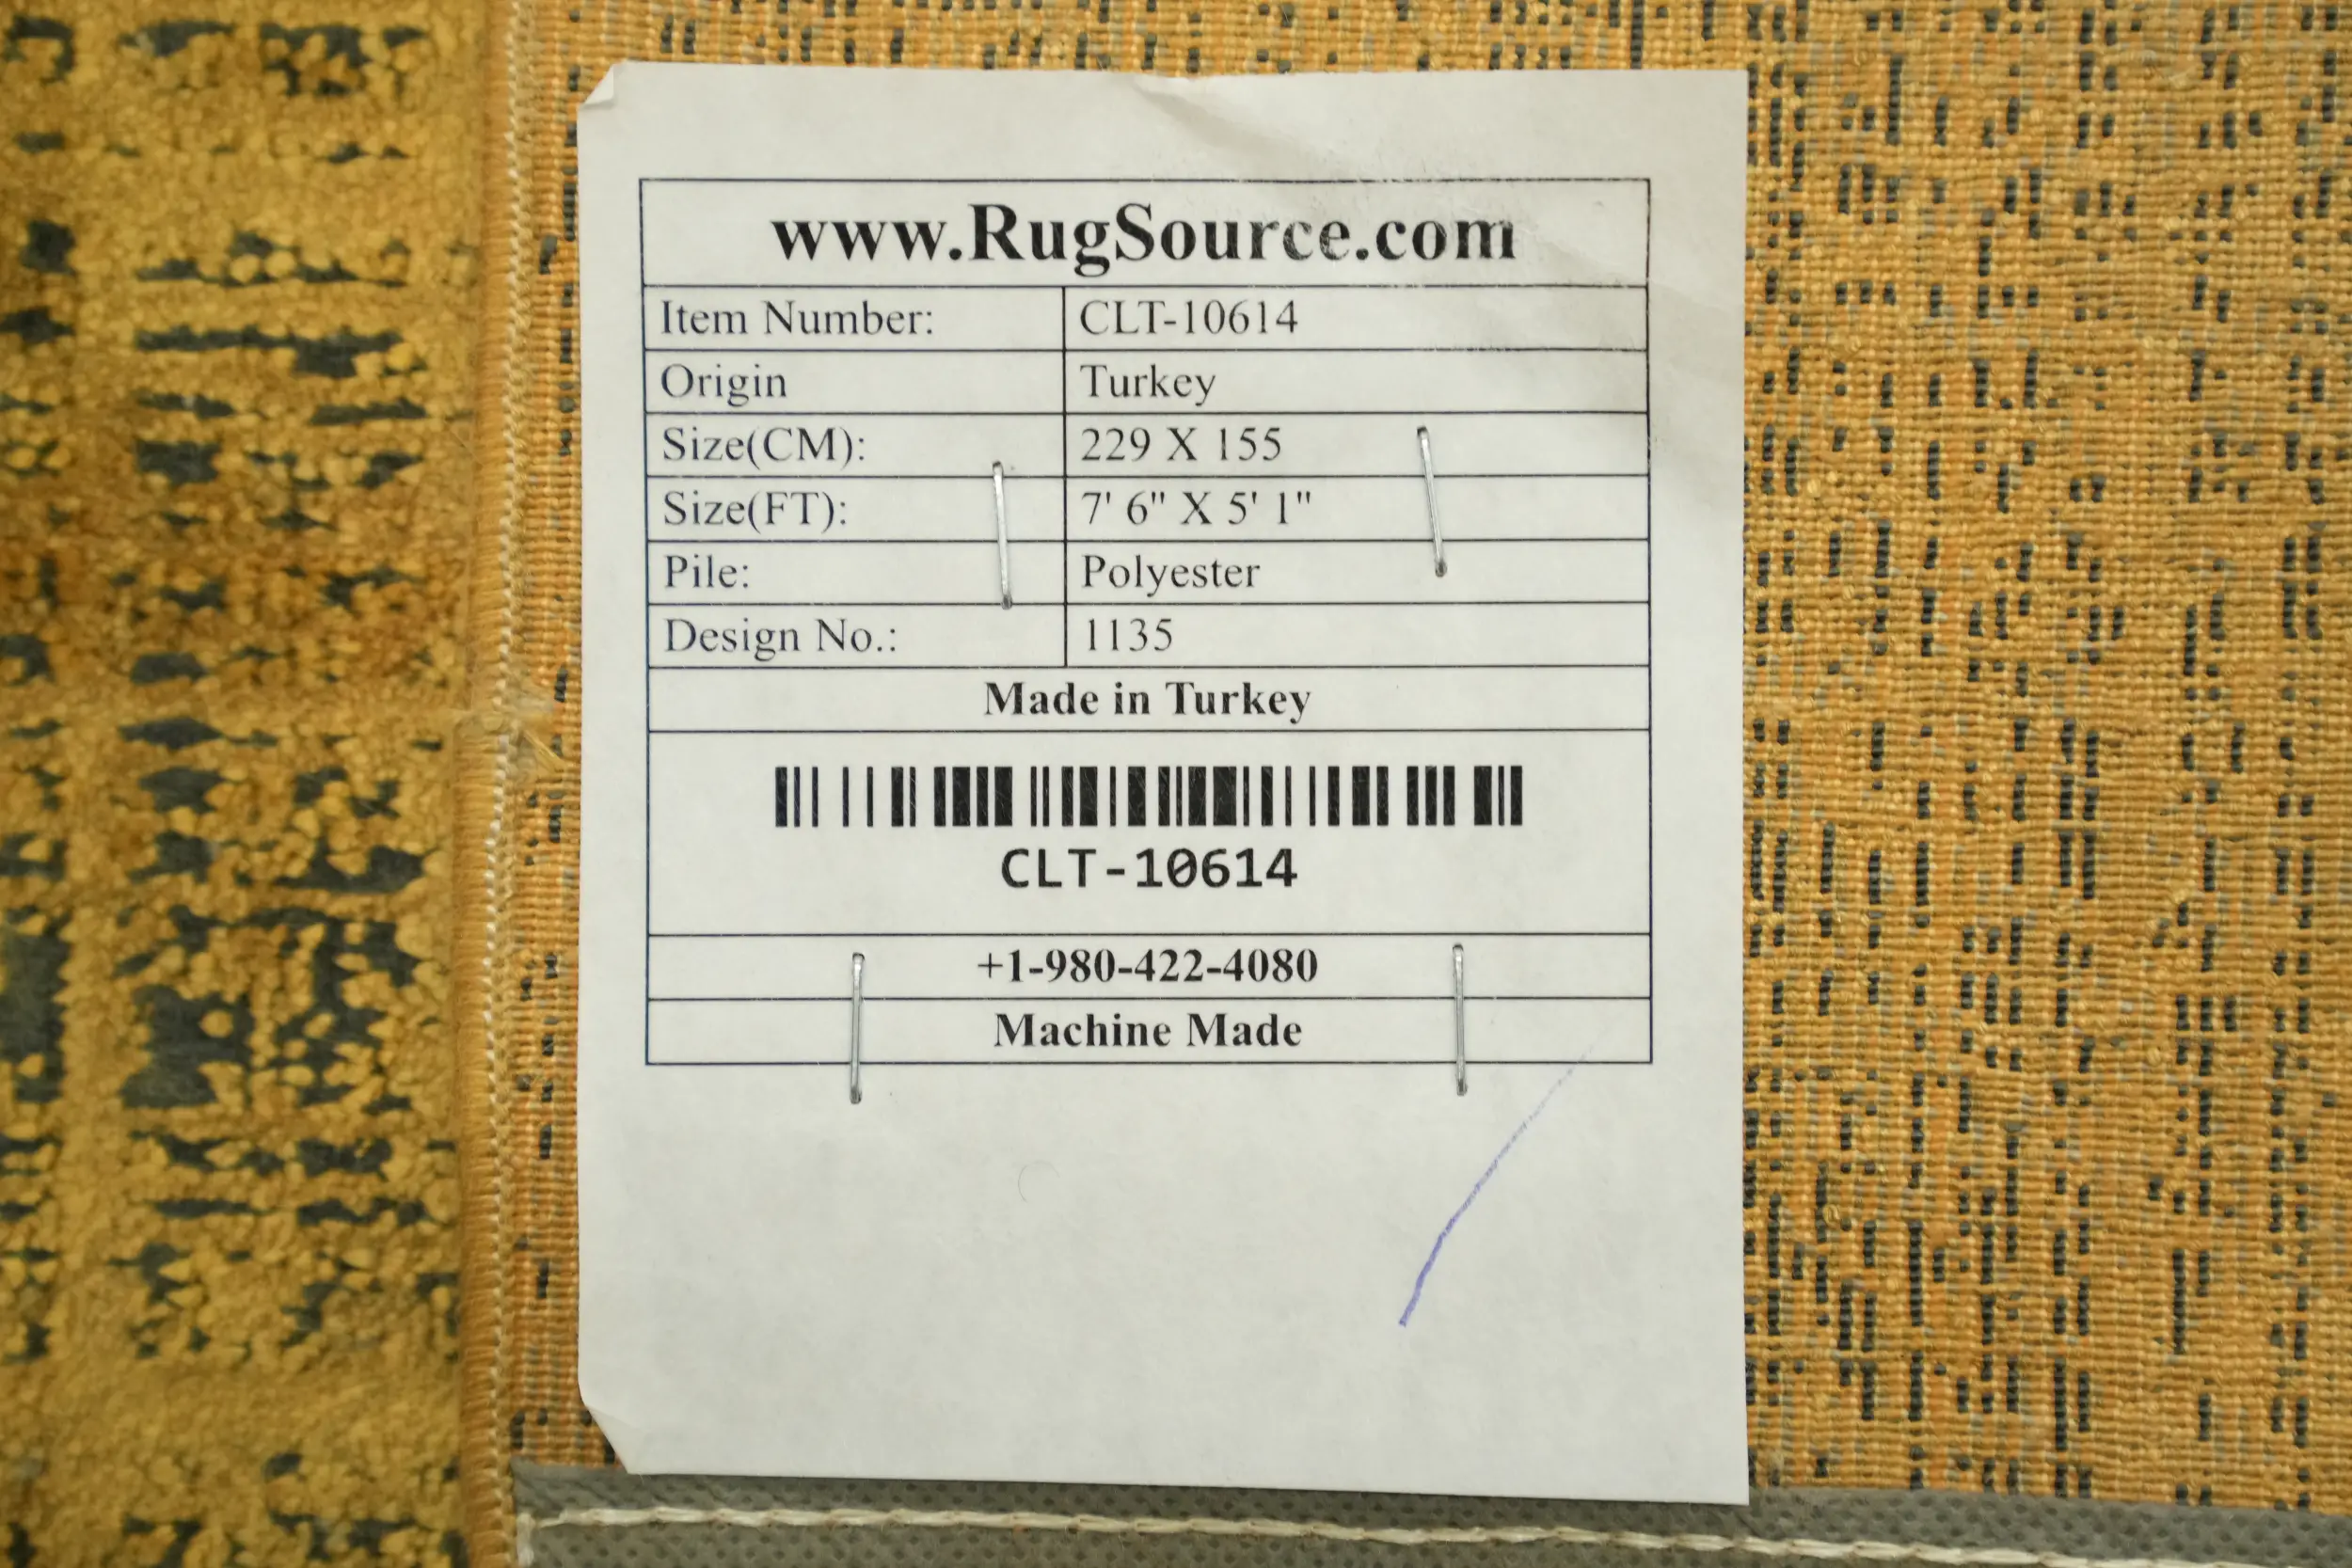 www.RugSource.com
Item Number: CLT-10614
Origin Turkey
Size(CM): 229 X 155
Size(FT): 7' 6" X 5' 1"
Pile: Polyester
Design No.: 1135
Made in Turkey
CLT-10614
+1-980-422-4080
Machine Made